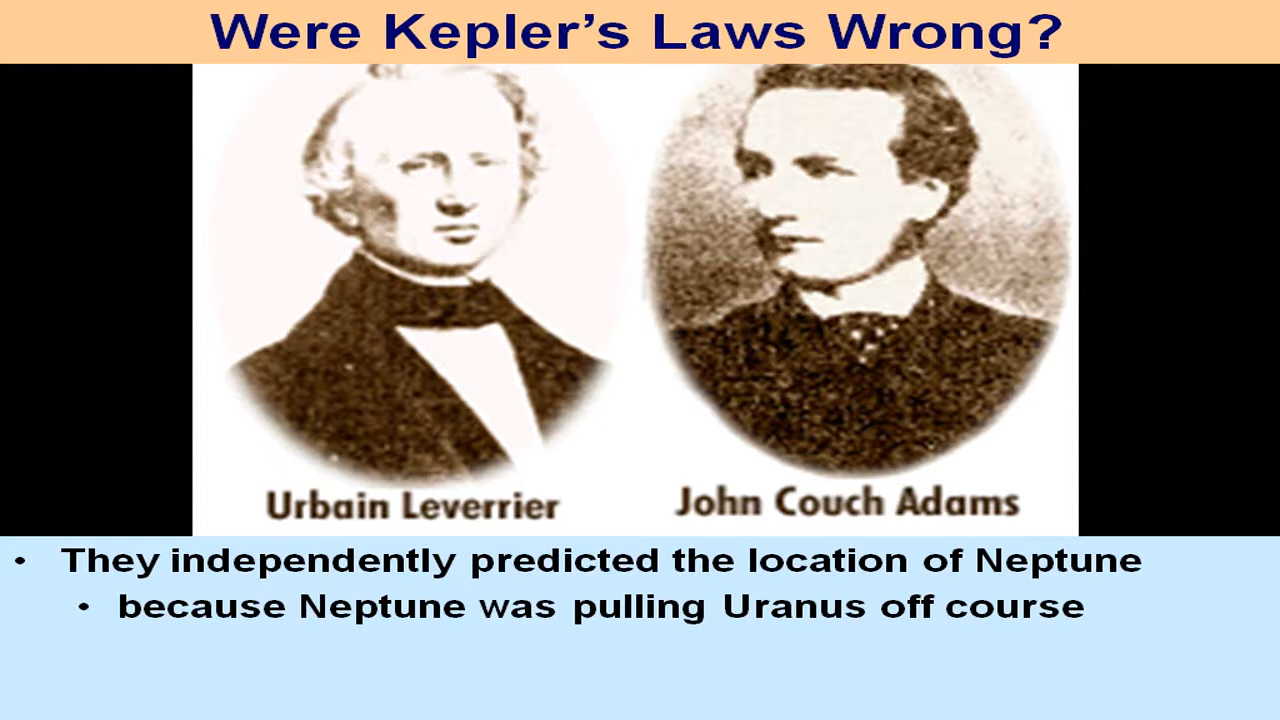 Were Kepler’s Laws Wrong?
Urbain Leverrier
John Couch Adams
• They independently predicted the location of Neptune
• because Neptune was pulling Uranus off course